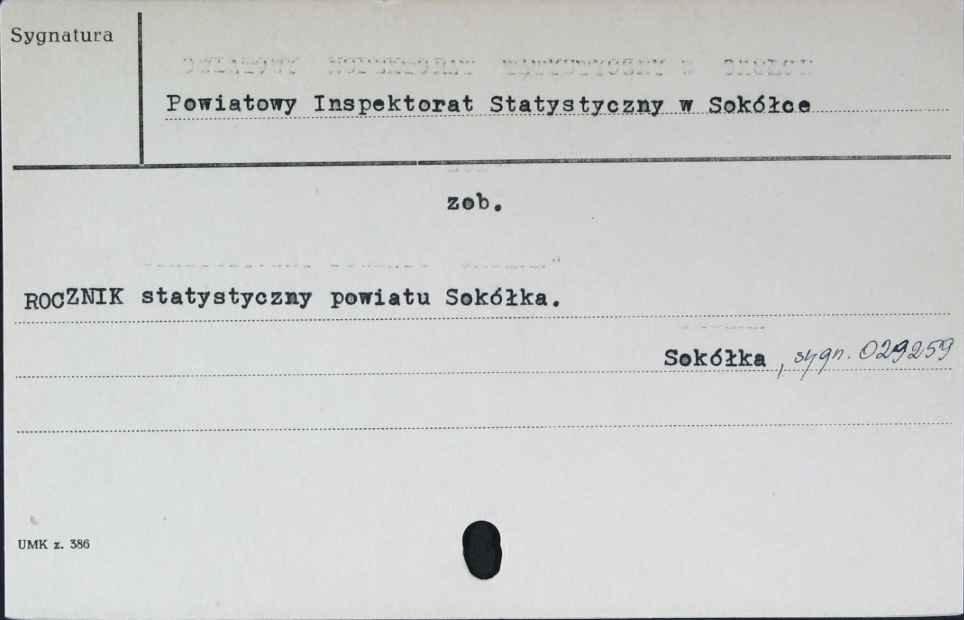 Sygnatura
Powiatowy Inspektorat Statystyczny w Sokółce
zob.
ROCZNIK statystyczny powiatu Sokółka.
Sokółka, sygn. 029259
UMK z. 386